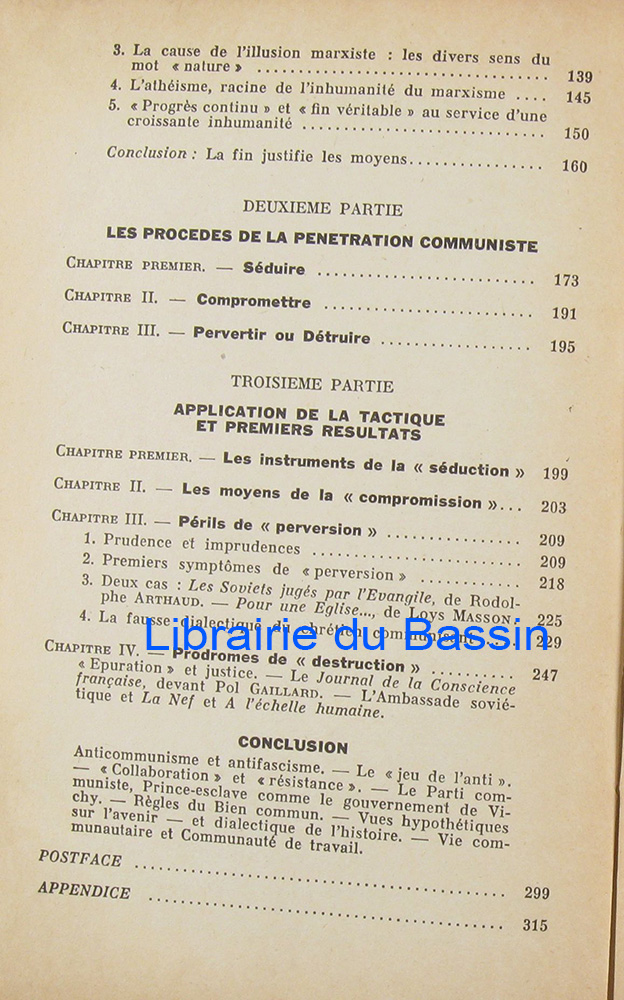 3. La cause de l'illusion marxiste : les divers sens du
mot « nature » ........................................ 139
4. L'athéisme, racine de l'inhumanité du marxisme .... 145
5. « Progrès continu » et « fin véritable » au service d'une
croissante inhumanité ............................ 150
Conclusion : La fin justifie les moyens................ 160
DEUXIEME PARTIE
LES PROCEDES DE LA PENETRATION COMMUNISTE
CHAPITRE PREMIER. — Séduire .......................... 173
CHAPITRE II. — Compromettre ......................... 191
CHAPITRE III. — Pervertir ou Détruire .................. 195
TROISIEME PARTIE
APPLICATION DE LA TACTIQUE
ET PREMIERS RESULTATS
CHAPITRE PREMIER. — Les instruments de la « séduction » 199
CHAPITRE II. — Les moyens de la « compromission »... 203
CHAPITRE III. — Périls de « perversion » ................ 209
1. Prudence et imprudences ........................ 209
2. Premiers symptômes de « perversion » ............ 218
3. Deux cas : Les Soviets jugés par l'Evangile, de Rodol-
phe ARTHAUD. — Pour une Eglise..., de Loys MASSON. 225
4. La fausse dialectique du chrétien communisant .... 229
Librairie du Bassin
CHAPITRE IV. — Prodromes de « destruction » .......... 247
« Epuration » et justice. — Le Journal de la Conscience
française, devant Pol GAILLARD. — L'Ambassade sovié-
tique et La Nef et A l'échelle humaine.
CONCLUSION
Anticommunisme et antifascisme. — Le « jeu de l'anti ».
— « Collaboration » et « résistance ». — Le Parti com-
muniste, Prince-esclave comme le gouvernement de Vi-
chy. — Règles du Bien commun. — Vues hypothétiques
sur l'avenir — et dialectique de l'histoire. — Vie com-
munautaire et Communauté de travail.
POSTFACE ............................................. 299
APPENDICE ........................................... 315